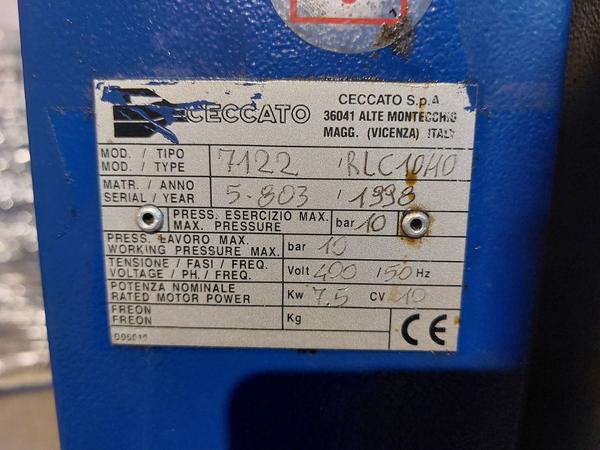 CECCATO
CECCATO S.p.A.
36041 ALTE MONTECCHIO
MAGG. (VICENZA) ITALY
MOD. / TIPO
MOD. / TYPE
7122 / RLC10/10
MATR. / ANNO
SERIAL / YEAR
5-803 / 1998
PRESS. ESERCIZIO MAX.
MAX. PRESSURE
bar 10
PRESS. LAVORO MAX.
WORKING PRESSURE MAX.
bar 10
TENSIONE / FASI / FREQ.
VOLTAGE / PH. / FREQ.
Volt 400 / 50 Hz
POTENZA NOMINALE
RATED MOTOR POWER
Kw 7.5 CV 10
FREON
FREON
Kg
CE